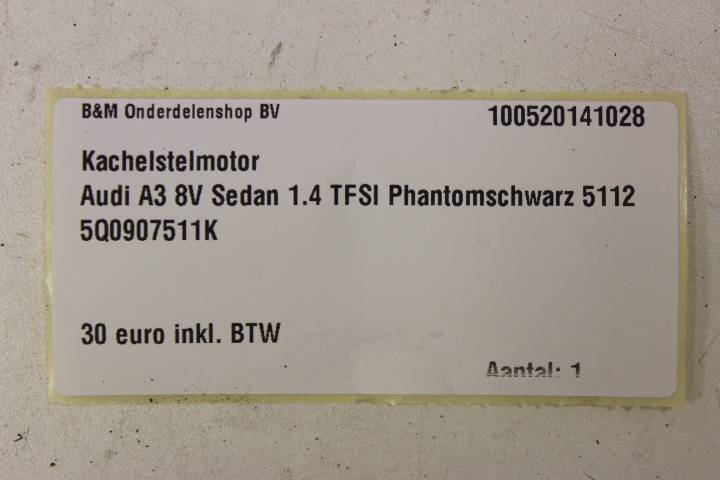 B&M Onderdelenshop BV 100520141028
Kachelstelmotor
Audi A3 8V Sedan 1.4 TFSI Phantomschwarz 5112
5Q0907511K
30 euro inkl. BTW
Aantal: 1